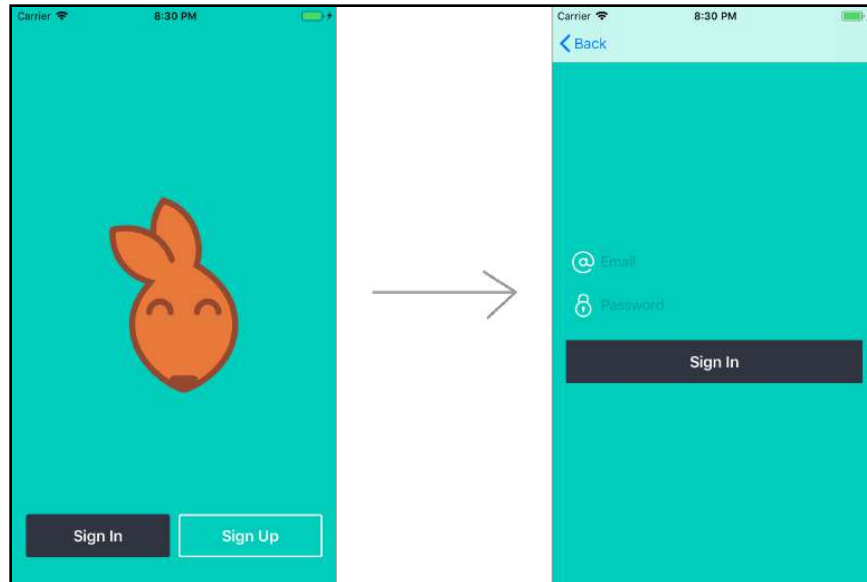 Carrier 8:30 PM
Sign In Sign Up
Carrier 8:30 PM
Back
Email
Password
Sign In